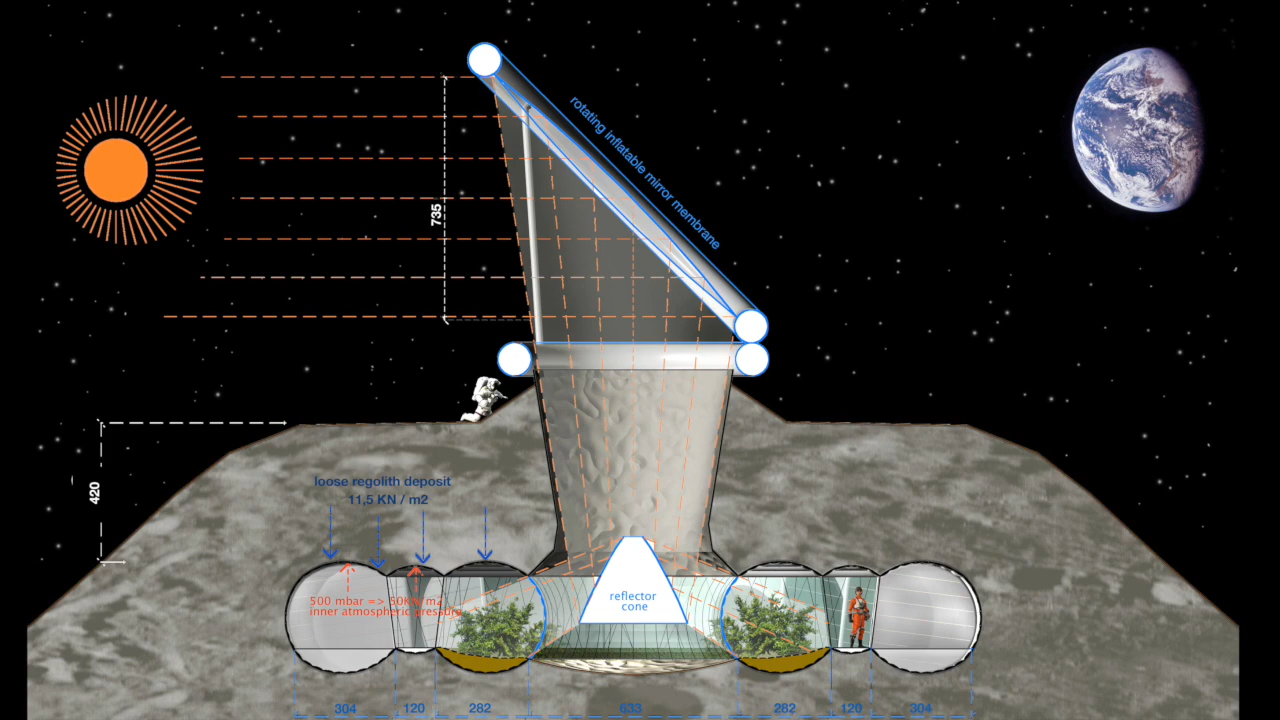 rotating inflatable mirror membrane
735
420
loose regolith deposit
11,5 KN / m2
500 mbar => 50KN/m2
inner atmospheric pressure
reflector
cone
304
120
282
633
282
120
304